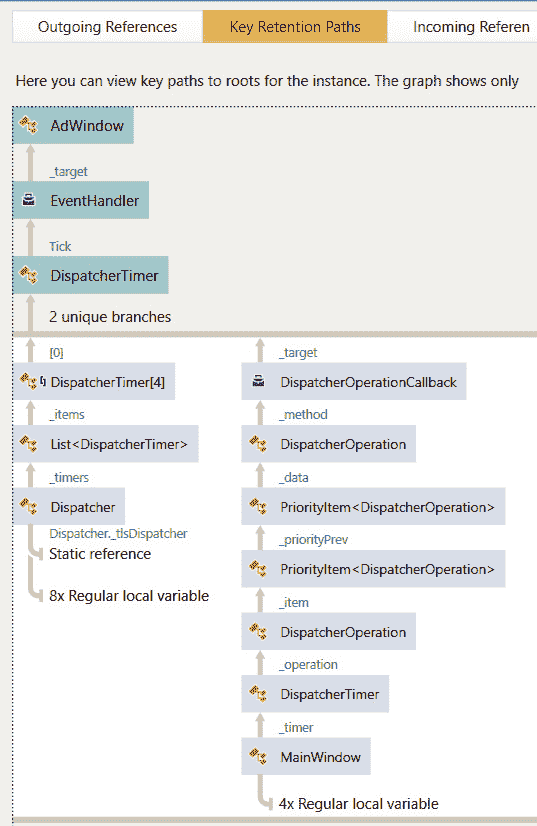 Outgoing References
Key Retention Paths
Incoming Referen
Here you can view key paths to roots for the instance. The graph shows only
AdWindow
_target
EventHandler
Tick
DispatcherTimer
2 unique branches
[0]
DispatcherTimer[4]
_items
List<DispatcherTimer>
_timers
Dispatcher
Dispatcher._tlsDispatcher
Static reference
8x Regular local variable
_target
DispatcherOperationCallback
_method
DispatcherOperation
_data
PriorityItem<DispatcherOperation>
_priorityPrev
PriorityItem<DispatcherOperation>
_item
DispatcherOperation
_operation
DispatcherTimer
_timer
MainWindow
4x Regular local variable